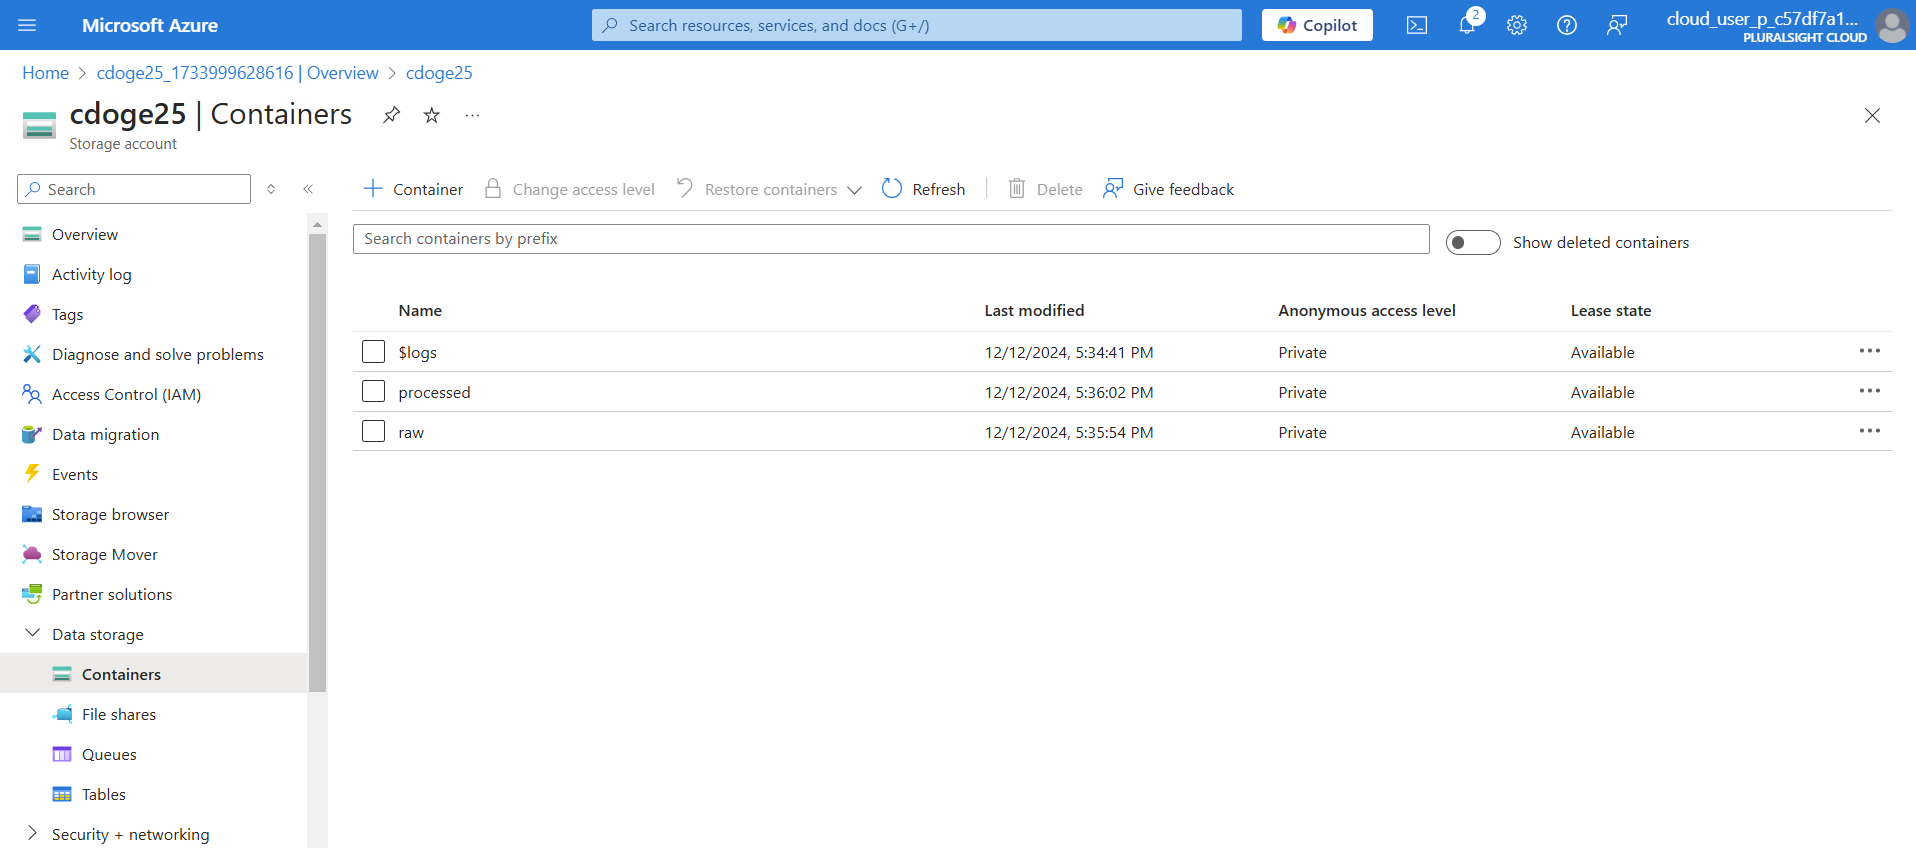 Microsoft Azure
Search resources, services, and docs (G+/)
Copilot
2
cloud_user_p_c57df7a1...
PLURALSIGHT CLOUD
Home > cdoge25_1733999628616 | Overview > cdoge25
cdoge25 | Containers
Storage account
Search
Container
Change access level
Restore containers
Refresh
Delete
Give feedback
Search containers by prefix
Show deleted containers
Overview
Activity log
Tags
Diagnose and solve problems
Access Control (IAM)
Data migration
Events
Storage browser
Storage Mover
Partner solutions
Data storage
Containers
File shares
Queues
Tables
Security + networking
Name Last modified Anonymous access level Lease state
$logs 12/12/2024, 5:34:41 PM Private Available
processed 12/12/2024, 5:36:02 PM Private Available
raw 12/12/2024, 5:35:54 PM Private Available